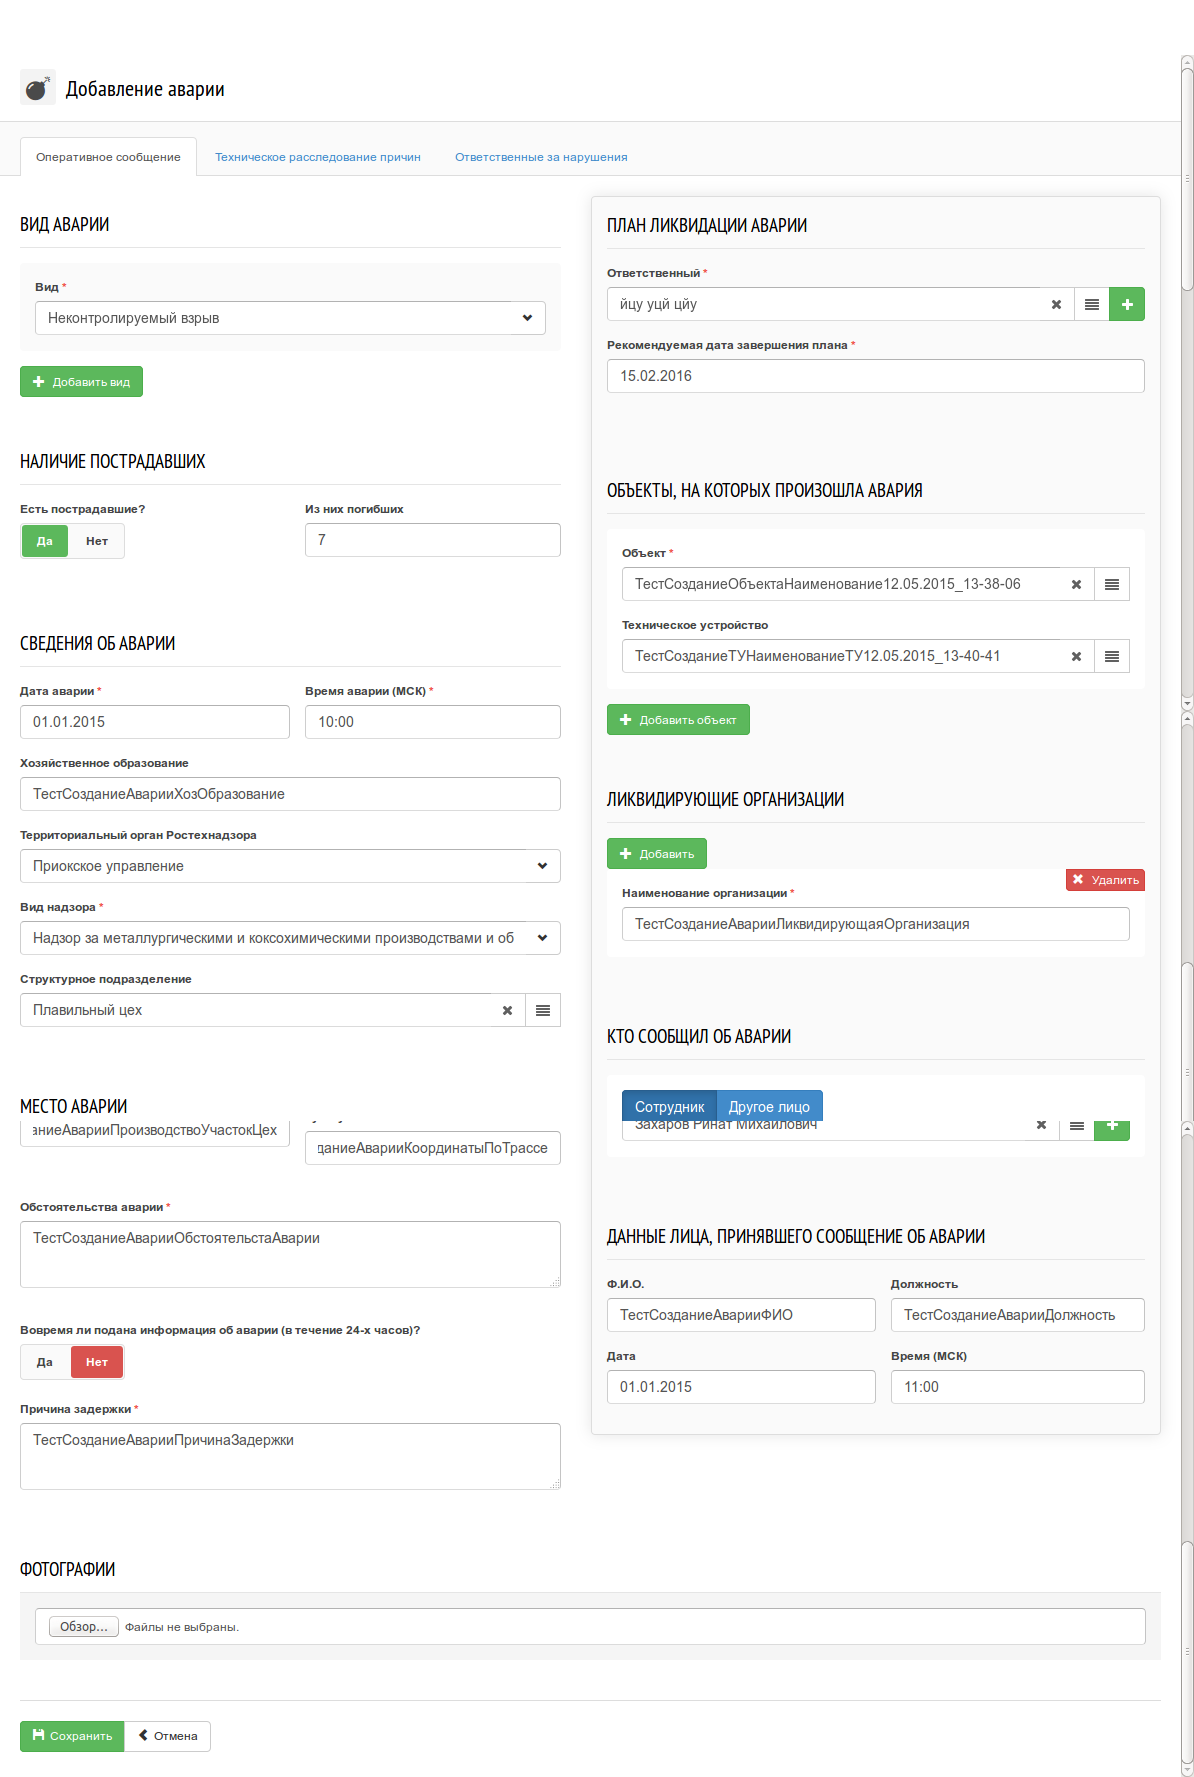 Добавление аварии
Оперативное сообщение
Техническое расследование причин
Ответственные за нарушения
ВИД АВАРИИ
Вид *
Неконтролируемый взрыв
Добавить вид
НАЛИЧИЕ ПОСТРАДАВШИХ
Есть пострадавшие?
Из них погибших
Да
Нет
7
СВЕДЕНИЯ ОБ АВАРИИ
Дата аварии *
Время аварии (МСК) *
01.01.2015
10:00
Хозяйственное образование
ТестСозданиеАварииХозОбразование
Территориальный орган Ростехнадзора
Приокское управление
Вид надзора *
Надзор за металлургическими и коксохимическими производствами и об
Структурное подразделение
Плавильный цех
МЕСТО АВАРИИ
аниеАварииПроизводствоУчастокЦех
даниеАварииКоординатыПоТрассе
Обстоятельства аварии *
ТестСозданиеАварииОбстоятельстаАварии
Вовремя ли подана информация об аварии (в течение 24-х часов)?
Да
Нет
Причина задержки *
ТестСозданиеАварииПричинаЗадержки
ПЛАН ЛИКВИДАЦИИ АВАРИИ
Ответственный *
йцу уцй цйу
Рекомендуемая дата завершения плана *
15.02.2016
ОБЪЕКТЫ, НА КОТОРЫХ ПРОИЗОШЛА АВАРИЯ
Объект *
ТестСозданиеОбъектаНаименование12.05.2015_13-38-06
Техническое устройство
ТестСозданиеТУНаименованиеТУ12.05.2015_13-40-41
Добавить объект
ЛИКВИДИРУЮЩИЕ ОРГАНИЗАЦИИ
Добавить
Удалить
Наименование организации *
ТестСозданиеАварииЛиквидирующаяОрганизация
КТО СООБЩИЛ ОБ АВАРИИ
Сотрудник
Другое лицо
Захаров Ринат Михайлович
ДАННЫЕ ЛИЦА, ПРИНЯВШЕГО СООБЩЕНИЕ ОБ АВАРИИ
Ф.И.О.
Должность
ТестСозданиеАварииФИО
ТестСозданиеАварииДолжность
Дата
Время (МСК)
01.01.2015
11:00
ФОТОГРАФИИ
Обзор...
Файлы не выбраны.
Сохранить
Отмена